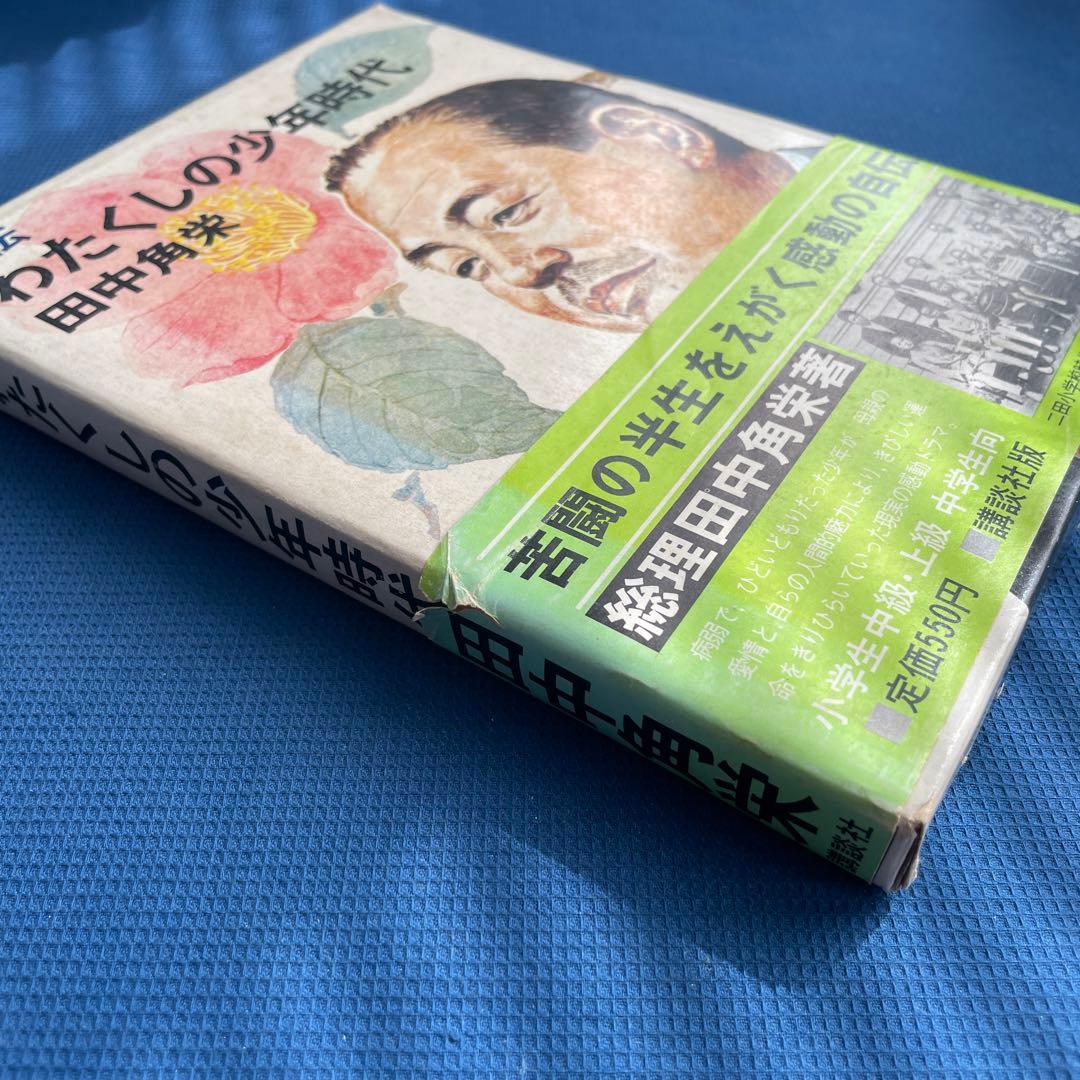 伝
わたくしの少年時代
田中角栄
苦闘の半生をえがく感動の自伝
総理田中角栄著
病弱で、ひどいどもりだった少年が、母親の
愛情と自らの人間的魅力により、きびしい運
命をきりひらいていった現実の感動ドラマ。
小学生中級・上級 中学生向
定価550円
講談社版
二田小学校
たくしの少年時代
田中角栄
講談社